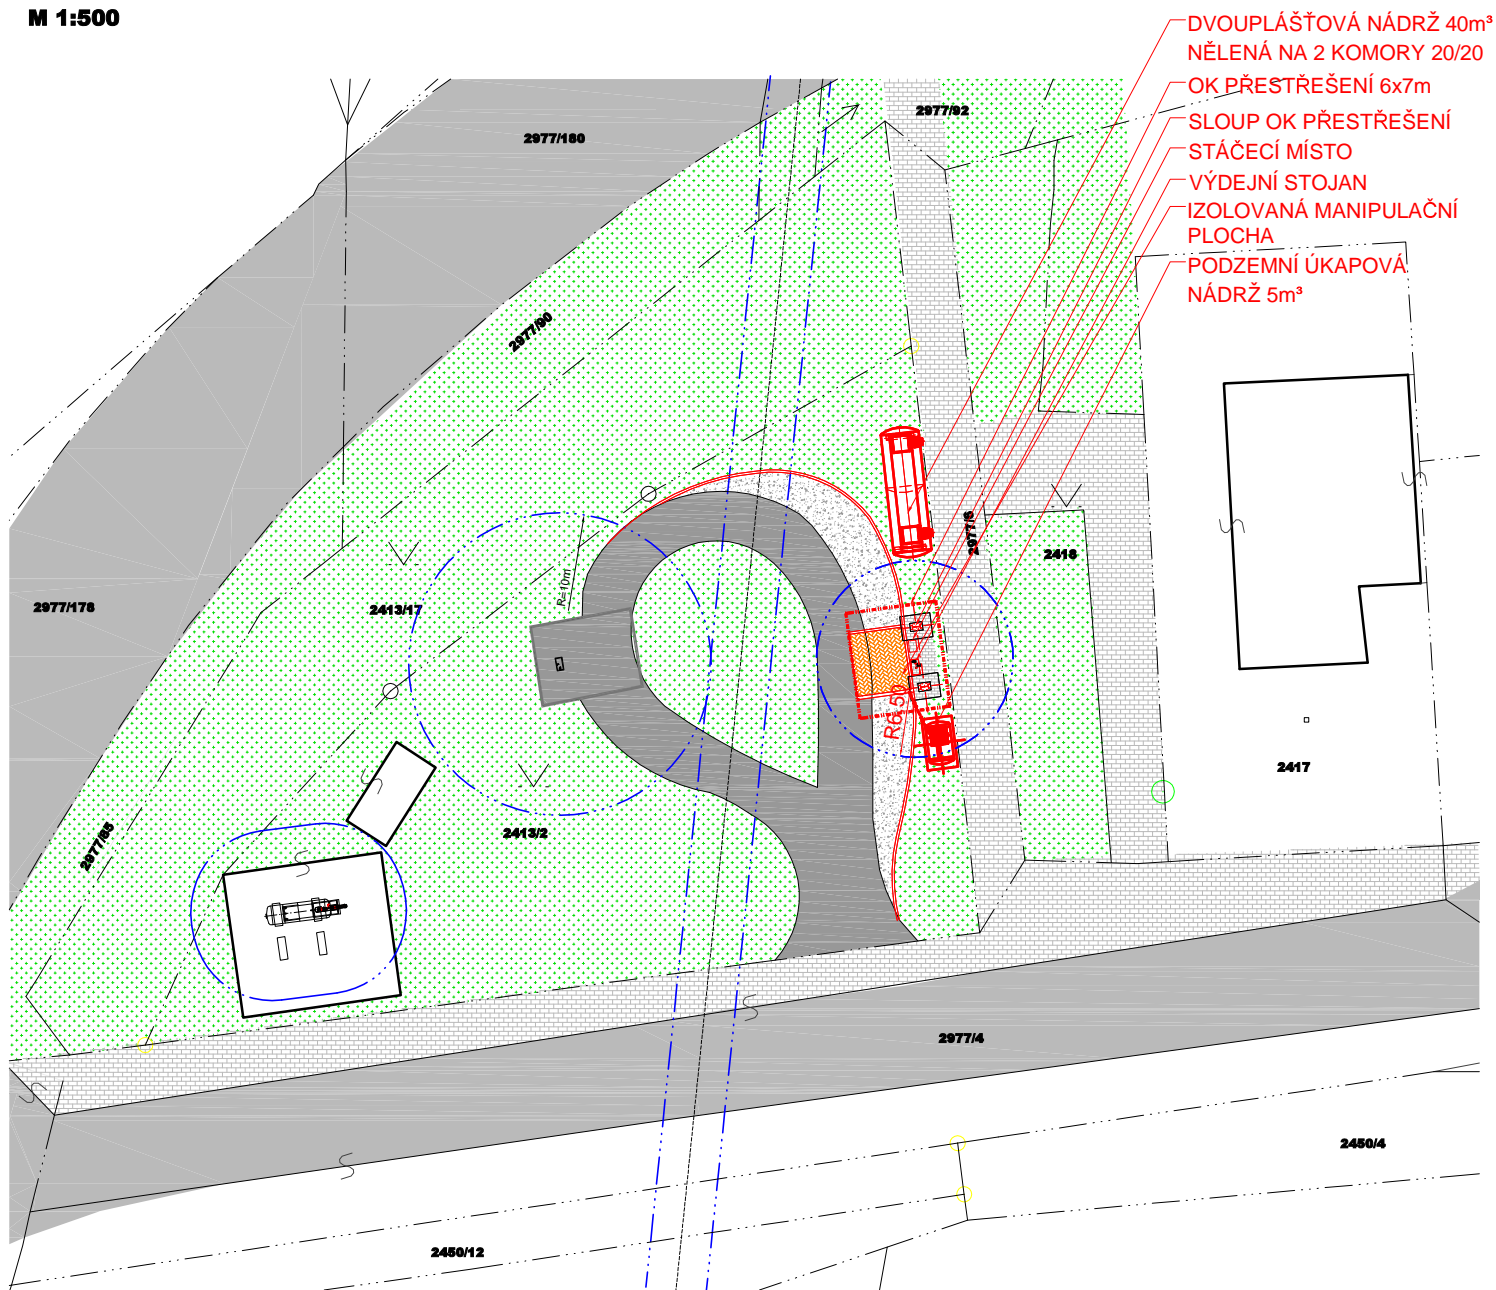 M 1:500
DVOUPLÁŠŤOVÁ NÁDRŽ 40m³
NĚLENÁ NA 2 KOMORY 20/20
OK PŘESTŘEŠENÍ 6x7m
SLOUP OK PŘESTŘEŠENÍ
STÁČECÍ MÍSTO
VÝDEJNÍ STOJAN
IZOLOVANÁ MANIPULAČNÍ
PLOCHA
PODZEMNÍ ÚKAPOVÁ
NÁDRŽ 5m³
2977/92
2977/180
2977/90
2977/6
2418
2977/178
2413/17
R=10m
R6.50
2417
2413/2
2977/85
2977/4
2450/4
2450/12